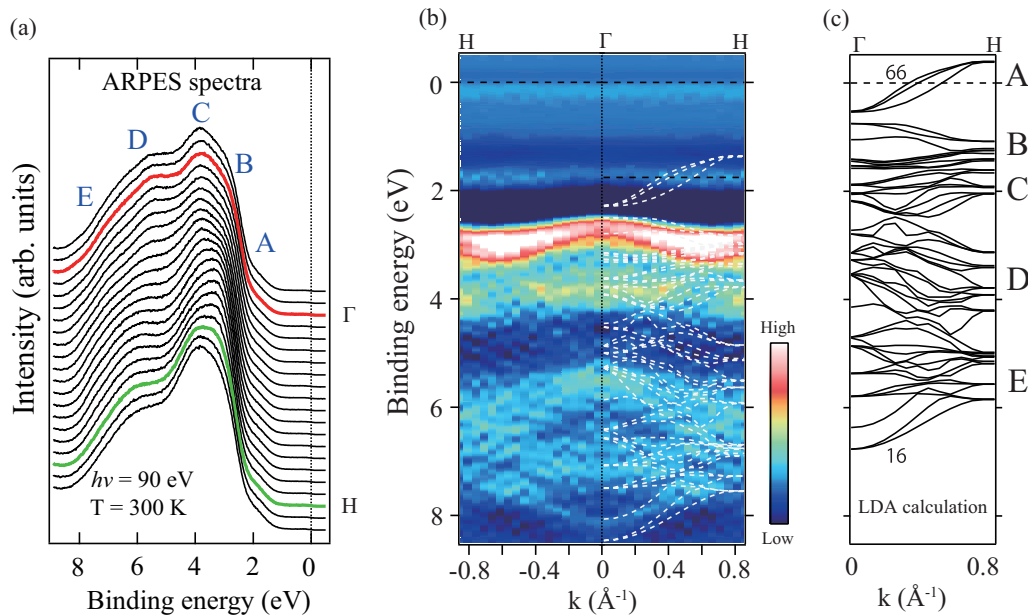 (a)
ARPES spectra
A
B
C
D
E
Γ
H
hν = 90 eV
T = 300 K
Intensity (arb. units)
8 6 4 2 0
Binding energy (eV)
(b)
H Γ H
0
2
4
6
8
Binding energy (eV)
-0.8 -0.4 0 0.4 0.8
k (Å⁻¹)
High
Low
(c)
Γ H
66
16
A
B
C
D
E
LDA calculation
0 0.8
k (Å⁻¹)